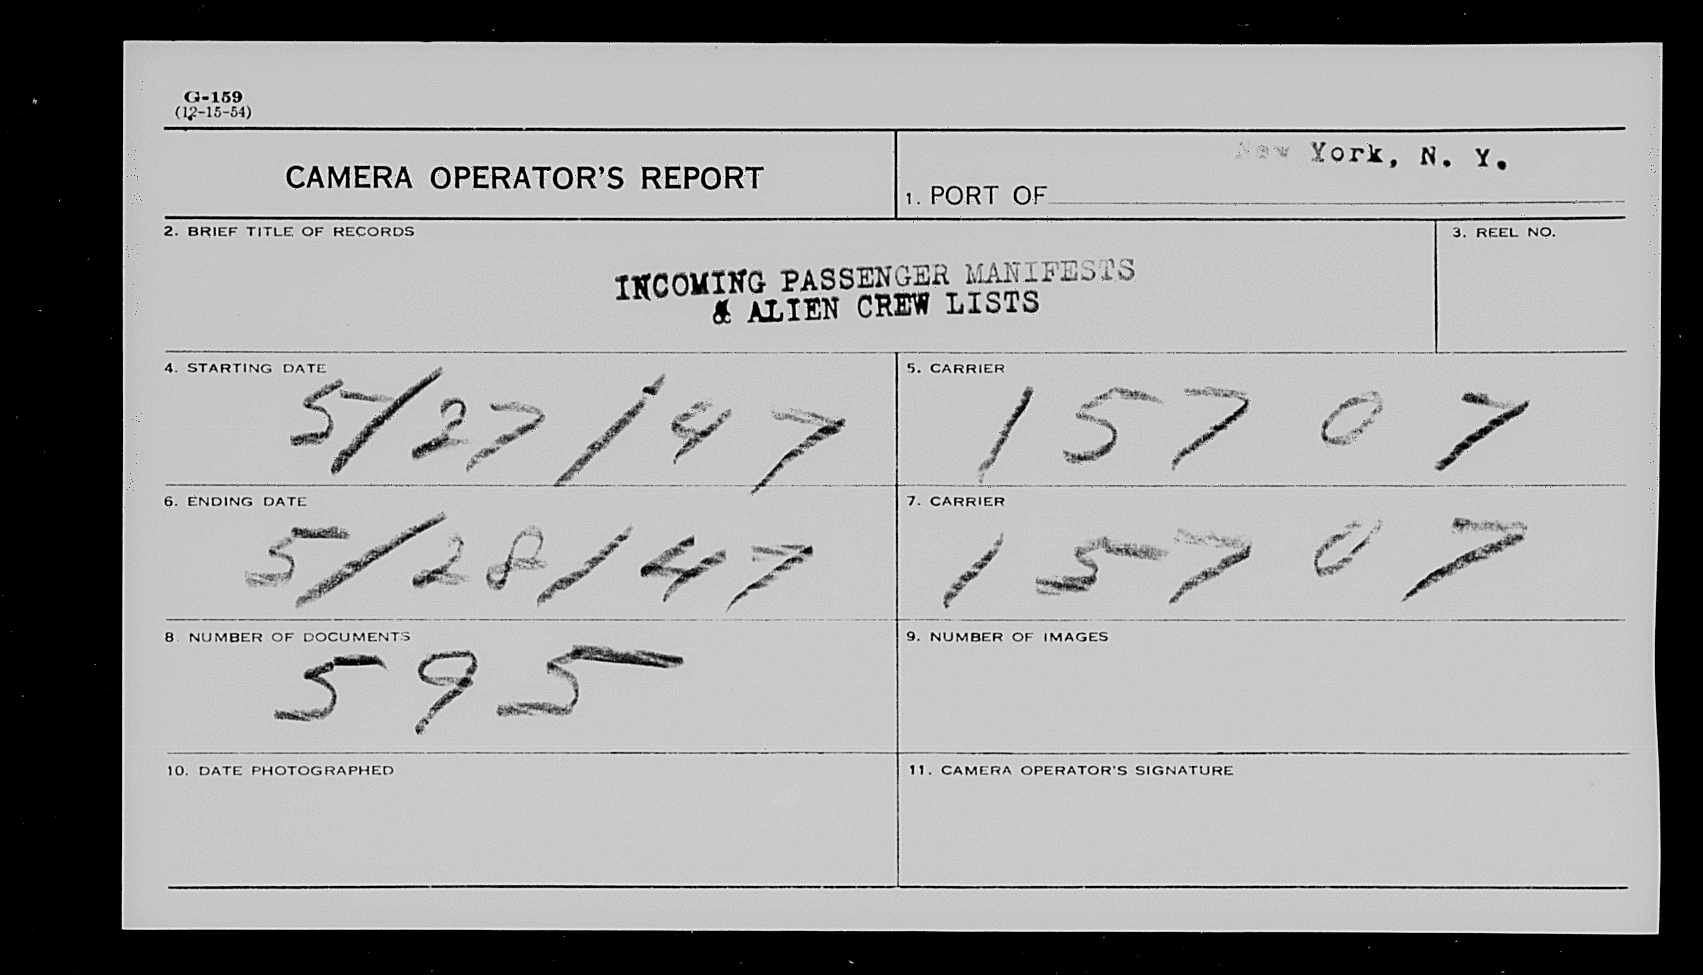 G-159
(12-15-54)
CAMERA OPERATOR'S REPORT
New York, N. Y.
1. PORT OF
2. BRIEF TITLE OF RECORDS
3. REEL NO.
INCOMING PASSENGER MANIFESTS
& ALIEN CREW LISTS
4. STARTING DATE
5/27/47
5. CARRIER
15707
6. ENDING DATE
5/28/47
7. CARRIER
15707
8. NUMBER OF DOCUMENTS
595
9. NUMBER OF IMAGES
10. DATE PHOTOGRAPHED
11. CAMERA OPERATOR'S SIGNATURE